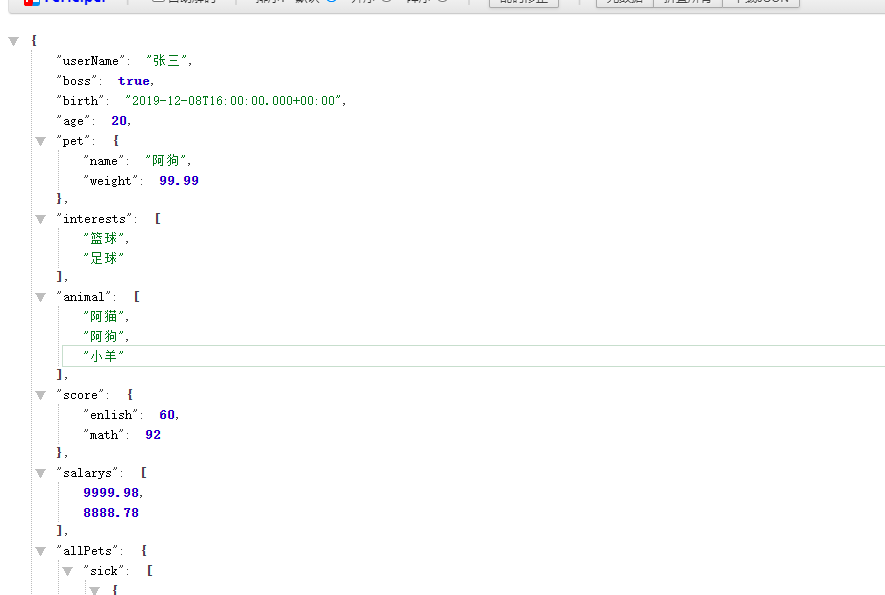 {
"userName": "张三",
"boss": true,
"birth": "2019-12-08T16:00:00.000+00:00",
"age": 20,
"pet": {
"name": "阿狗",
"weight": 99.99
},
"interests": [
"篮球",
"足球"
],
"animal": [
"阿猫",
"阿狗",
"小羊"
],
"score": {
"enlish": 60,
"math": 92
},
"salarys": [
9999.98,
8888.78
],
"allPets": {
"sick": [
{